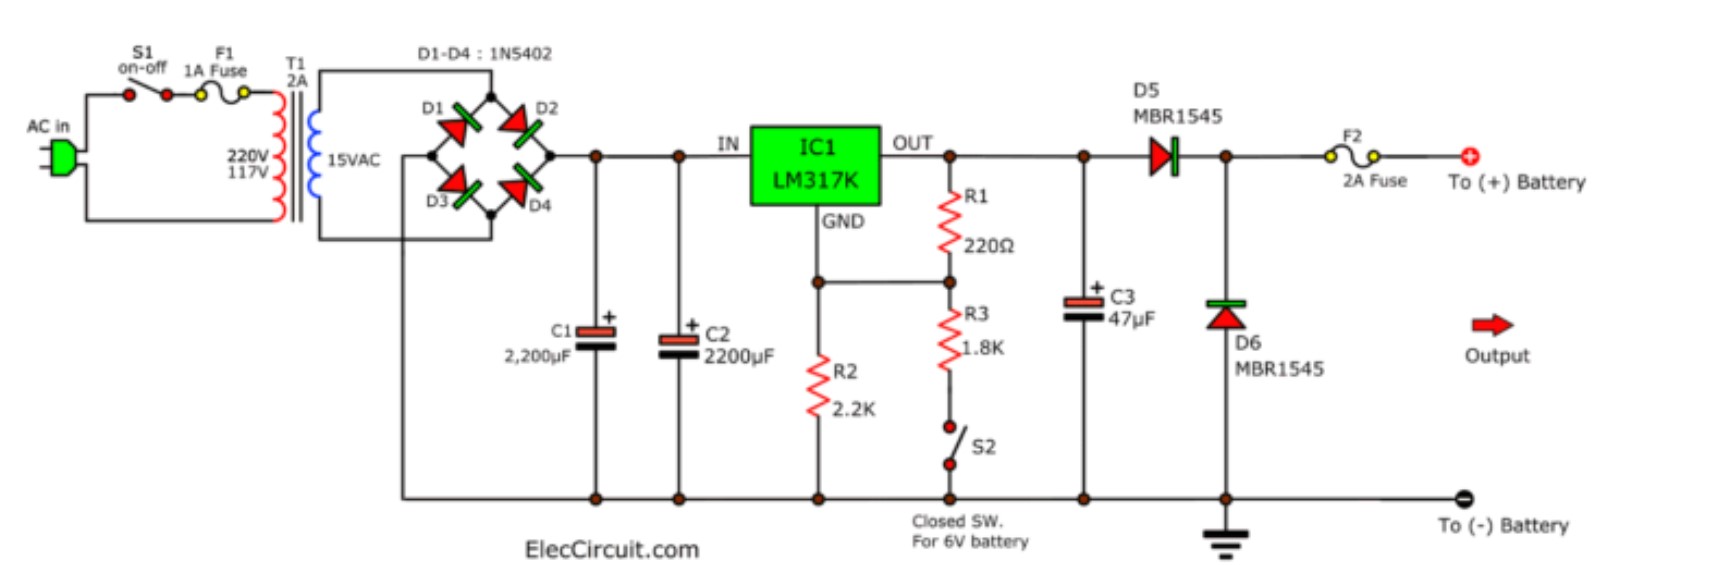 D1-D4 : 1N5402
S1
on-off
F1
1A Fuse
T1
2A
AC in
220V
117V
15VAC
D1
D2
D3
D4
IN
IC1
LM317K
OUT
GND
D5
MBR1545
F2
2A Fuse
To (+) Battery
R1
220Ω
R3
1.8K
C1
2,200µF
+
C2
2200µF
+
R2
2.2K
S2
C3
47µF
+
D6
MBR1545
Output
Closed SW.
For 6V battery
To (-) Battery
ElecCircuit.com